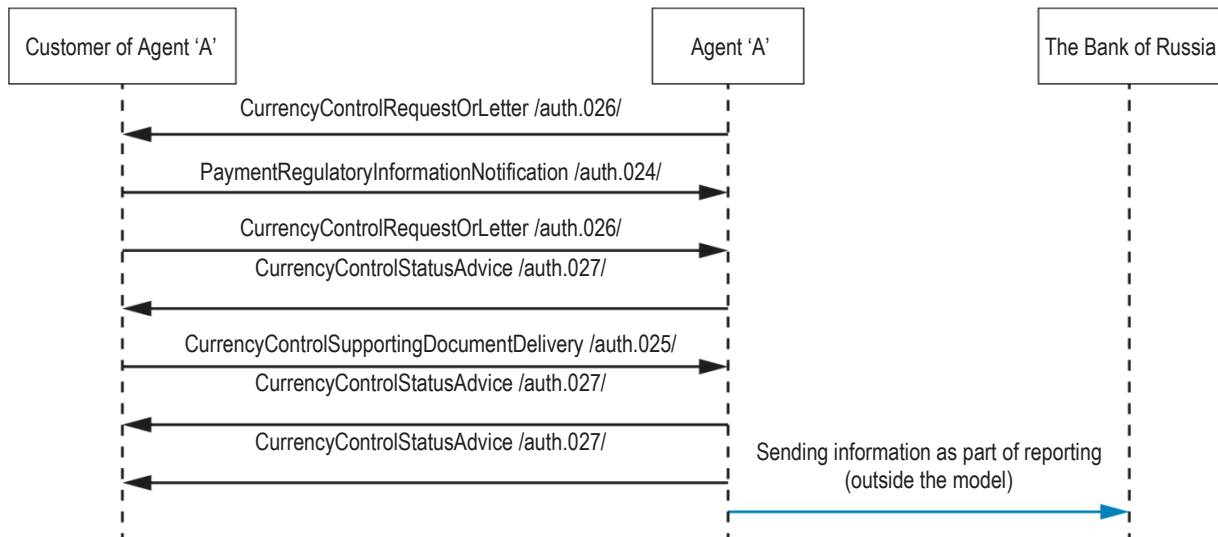 Customer of Agent ‘A’
Agent ‘A’
The Bank of Russia
CurrencyControlRequestOrLetter /auth.026/
PaymentRegulatoryInformationNotification /auth.024/
CurrencyControlRequestOrLetter /auth.026/
CurrencyControlStatusAdvice /auth.027/
CurrencyControlSupportingDocumentDelivery /auth.025/
CurrencyControlStatusAdvice /auth.027/
CurrencyControlStatusAdvice /auth.027/
Sending information as part of reporting
(outside the model)